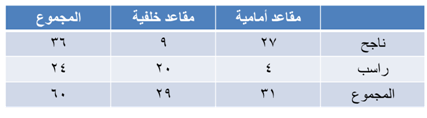 مقاعد أمامية مقاعد خلفية المجموع
ناجح ٢٧ ٩ ٣٦
راسب ٤ ٢٠ ٢٤
المجموع ٣١ ٢٩ ٦٠